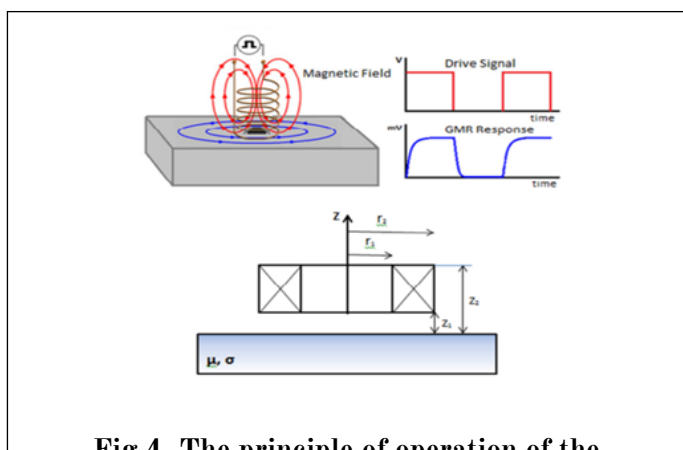 V
Drive Signal
Magnetic Field
time
mV
GMR Response
time
Z
r₂
r₁
Z₂
Z₁
μ, σ
Fig 4. The principle of operation of the